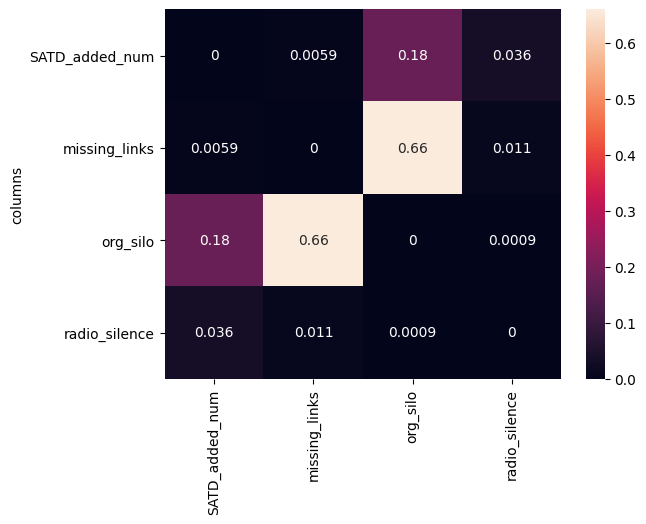 SATD_added_num 0 0.0059 0.18 0.036
missing_links 0.0059 0 0.66 0.011
org_silo 0.18 0.66 0 0.0009
radio_silence 0.036 0.011 0.0009 0
columns
SATD_added_num
missing_links
org_silo
radio_silence
0.6
0.5
0.4
0.3
0.2
0.1
0.0